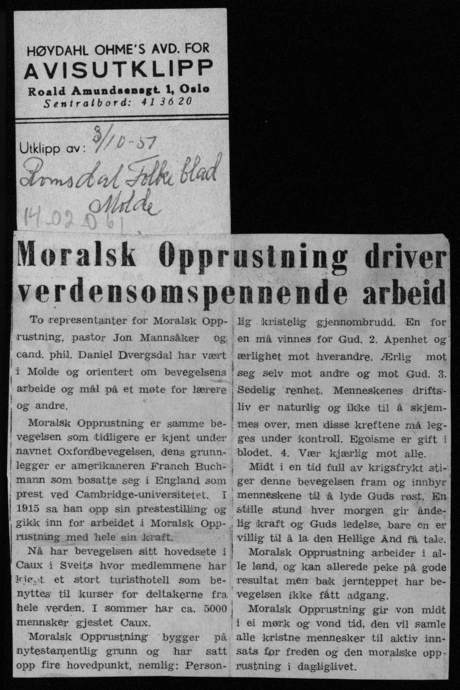 HØYDAHL OHME'S AVD. FOR
AVISUTKLIPP
Roald Amundsensgt. 1, Oslo
Sentralbord: 413620
Utklipp av: 3/10-51
Romsdal Folkeblad
Molde
14.02.0 61.
Moralsk Opprustning driver
verdensomspennende arbeid
To representanter for Moralsk Opp-
rustning, pastor Jon Mannsåker og
cand. phil. Daniel Dvergsdal har vært
i Molde og orientert om bevegelsens
arbeide og mål på et møte for lærere
og andre.
Moralsk Opprustning er samme be-
vegelsen som tidligere er kjent under
navnet Oxfordbevegelsen, dens grunn-
legger er amerikaneren Franch Buch-
mann som bosatte seg i England som
prest ved Cambridge-universitetet. I
1915 sa han opp sin prestestilling og
gikk inn for arbeidet i Moralsk Opp-
rustning med hele sin kraft.
Nå har bevegelsen sitt hovedsete i
Caux i Sveits hvor medlemmene har
kjøpt et stort turisthotell som be-
nyttes til kurser for deltakerne fra
hele verden. I sommer har ca. 5000
mennesker gjestet Caux.
Moralsk Opprustning bygger på
nytestamentlig grunn og har satt
opp fire hovedpunkt, nemlig: Person-
lig kristelig gjennombrudd. En for
en må vinnes for Gud. 2. Åpenhet og
ærlighet mot hverandre. Ærlig mot
seg selv mot andre og mot Gud. 3.
Sedelig renhet. Menneskenes drifts-
liv er naturlig og ikke til å skjem-
mes over, men disse kreftene må leg-
ges under kontroll. Egoisme er gift i
blodet. 4. Vær kjærlig mot alle.
Midt i en tid full av krigsfrykt sti-
ger denne bevegelsen fram og innbyr
menneskene til å lyde Guds røst. En
stille stund hver morgen gir ånde-
lig kraft og Guds ledelse, bare en er
villig til å la den Hellige Ånd få tale.
Moralsk Opprustning arbeider i al-
le land, og kan allerede peke på gode
resultat men bak jernteppet har be-
vegelsen ikke fått adgang.
Moralsk Opprustning gir von midt
i ei mørk og vond tid, den vil samle
alle kristne mennesker til aktiv inn-
sats for freden og den moralske opp-
rustning i dagliglivet.